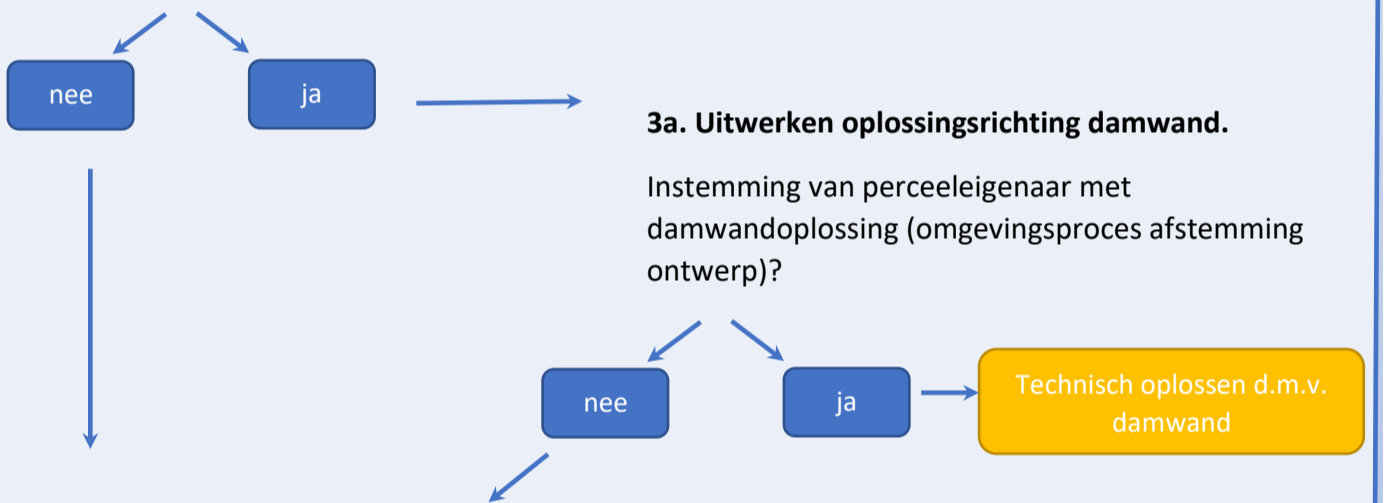 nee
ja
3a. Uitwerken oplossingsrichting damwand.
Instemming van perceeleigenaar met
damwandoplossing (omgevingsproces afstemming
ontwerp)?
nee
ja
Technisch oplossen d.m.v.
damwand